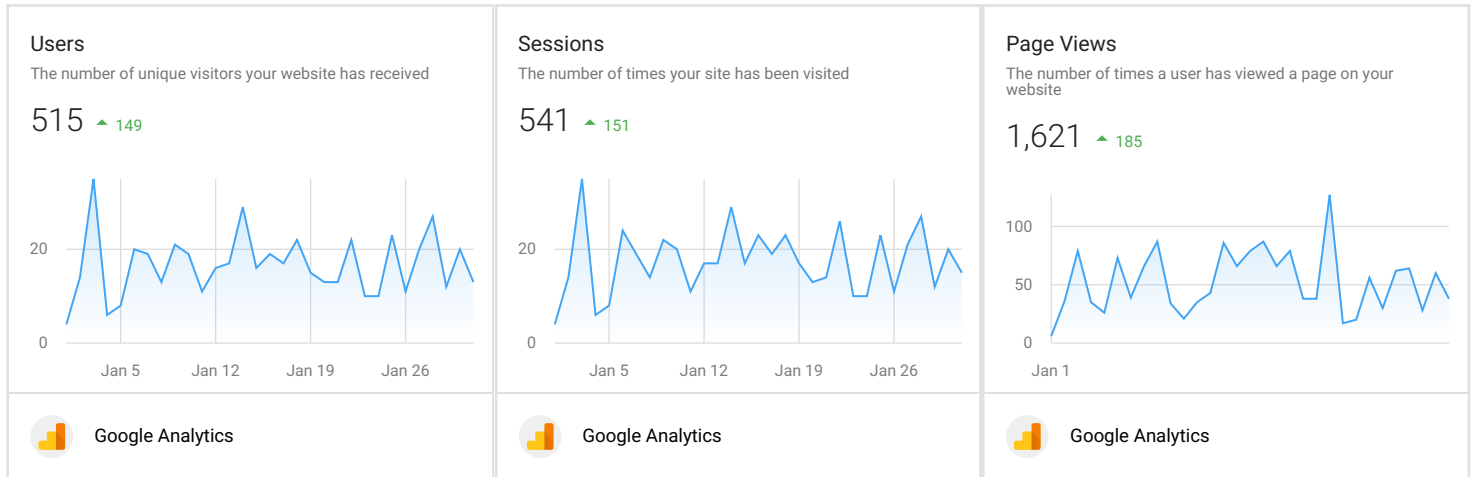 Users
The number of unique visitors your website has received
515 149
20
0
Jan 5 Jan 12 Jan 19 Jan 26
Google Analytics
Sessions
The number of times your site has been visited
541 151
20
0
Jan 5 Jan 12 Jan 19 Jan 26
Google Analytics
Page Views
The number of times a user has viewed a page on your
website
1,621 185
100
50
0
Jan 1
Google Analytics